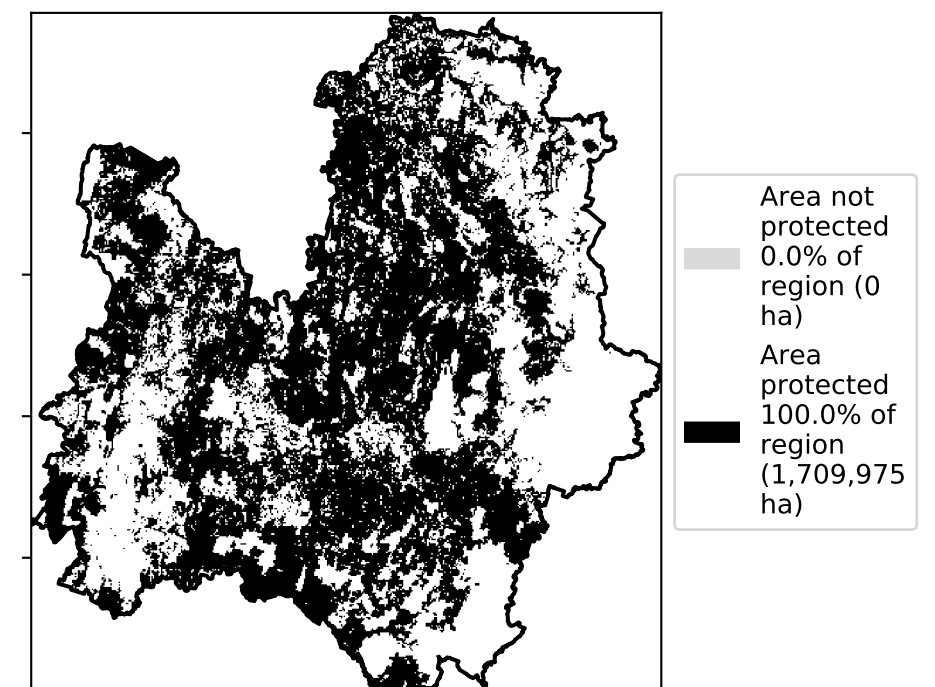 Area not
protected
0.0% of
region (0
ha)
Area
protected
100.0% of
region
(1,709,975
ha)